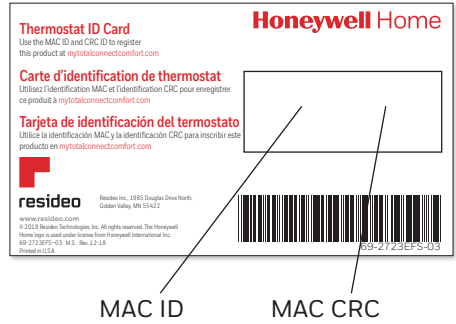 Honeywell Home
Thermostat ID Card
Use the MAC ID and CRC ID to register
this product at mytotalconnectcomfort.com
Carte d'identification de thermostat
Utilisez l'identification MAC et l'identification CRC pour enregistrer
ce produit à mytotalconnectcomfort.com
Tarjeta de identificación del termostato
Utilice la identificación MAC y la identificación CRC para inscribir este
producto en mytotalconnectcomfort.com
resideo
Resideo Inc., 1985 Douglas Drive North,
Golden Valley, MN 55422
www.resideo.com
© 2018 Resideo Technologies, Inc. All rights reserved. The Honeywell
Home logo is used under license from Honeywell International Inc.
69-2723EFS-03 M.S. Rev. 12-18
Printed in U.S.A.
69-2723EFS-03
MAC ID
MAC CRC